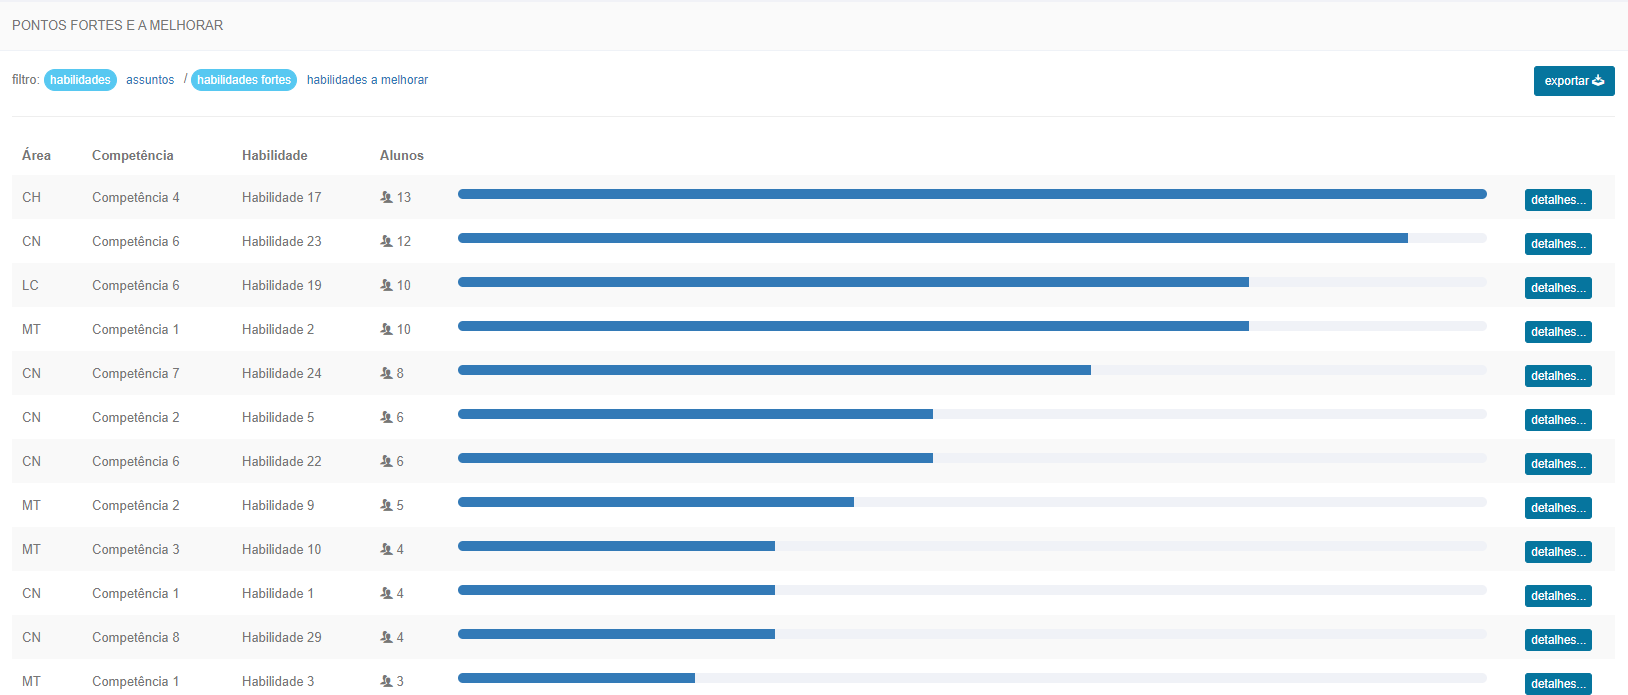 PONTOS FORTES E A MELHORAR
filtro: habilidades assuntos / habilidades fortes habilidades a melhorar
exportar
Área Competência Habilidade Alunos
CH Competência 4 Habilidade 17 13 detalhes...
CN Competência 6 Habilidade 23 12 detalhes...
LC Competência 6 Habilidade 19 10 detalhes...
MT Competência 1 Habilidade 2 10 detalhes...
CN Competência 7 Habilidade 24 8 detalhes...
CN Competência 2 Habilidade 5 6 detalhes...
CN Competência 6 Habilidade 22 6 detalhes...
MT Competência 2 Habilidade 9 5 detalhes...
MT Competência 3 Habilidade 10 4 detalhes...
CN Competência 1 Habilidade 1 4 detalhes...
CN Competência 8 Habilidade 29 4 detalhes...
MT Competência 1 Habilidade 3 3 detalhes...